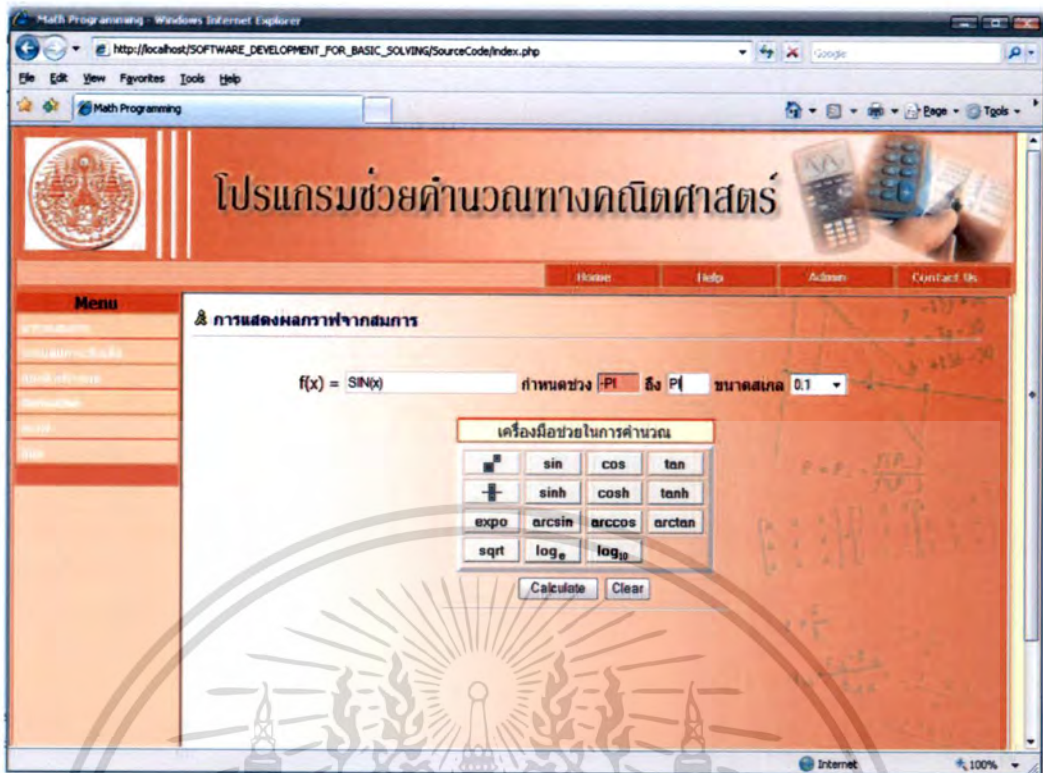 Math Programming - Windows Internet Explorer
http://localhost/SOFTWARE_DEVELOPMENT_FOR_BASIC_SOLVING/SourceCode/index.php
Google
File Edit View Favorites Tools Help
Math Programming
Page Tools
โปรแกรมช่วยคำนวณทางคณิตศาสตร์
Home Help Admin Contact Us
Menu
การแสดงผลกราฟจากสมการ
f(x) = SIN(x) กำหนดช่วง -PI ถึง PI ขนาดสเกล 0.1
เครื่องมือช่วยในการคำนวณ
sin cos tan
sinh cosh tanh
expo arcsin arccos arctan
sqrt logₑ log₁₀
Calculate Clear
Internet 100%